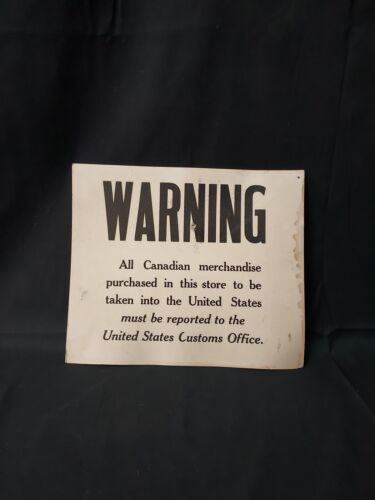 WARNING
All Canadian merchandise
purchased in this store to be
taken into the United States
must be reported to the
United States Customs Office.